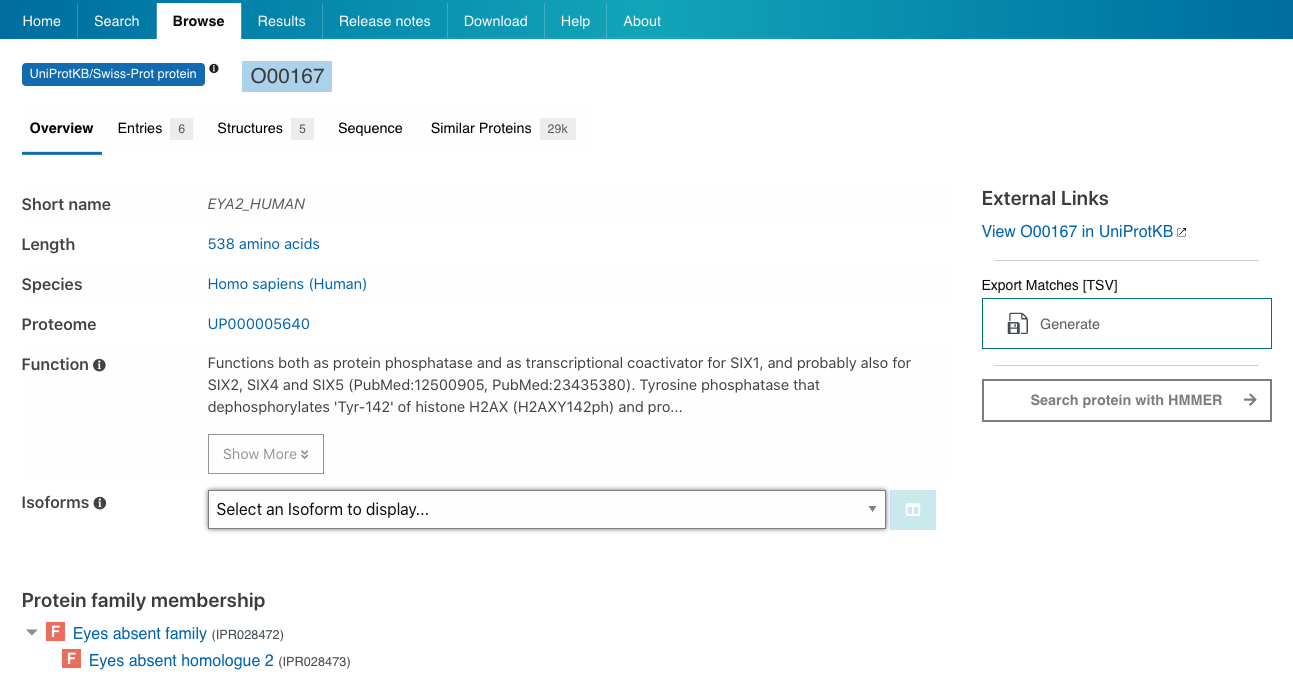 Home Search Browse Results Release notes Download Help About
UniProtKB/Swiss-Prot protein O00167
Overview Entries 6 Structures 5 Sequence Similar Proteins 29k
Short name EYA2_HUMAN
Length 538 amino acids
Species Homo sapiens (Human)
Proteome UP000005640
Function Functions both as protein phosphatase and as transcriptional coactivator for SIX1, and probably also for
SIX2, SIX4 and SIX5 (PubMed:12500905, PubMed:23435380). Tyrosine phosphatase that
dephosphorylates 'Tyr-142' of histone H2AX (H2AXY142ph) and pro...
Show More
Isoforms Select an Isoform to display...
External Links
View O00167 in UniProtKB
Export Matches [TSV]
Generate
Search protein with HMMER
Protein family membership
F Eyes absent family (IPR028472)
F Eyes absent homologue 2 (IPR028473)